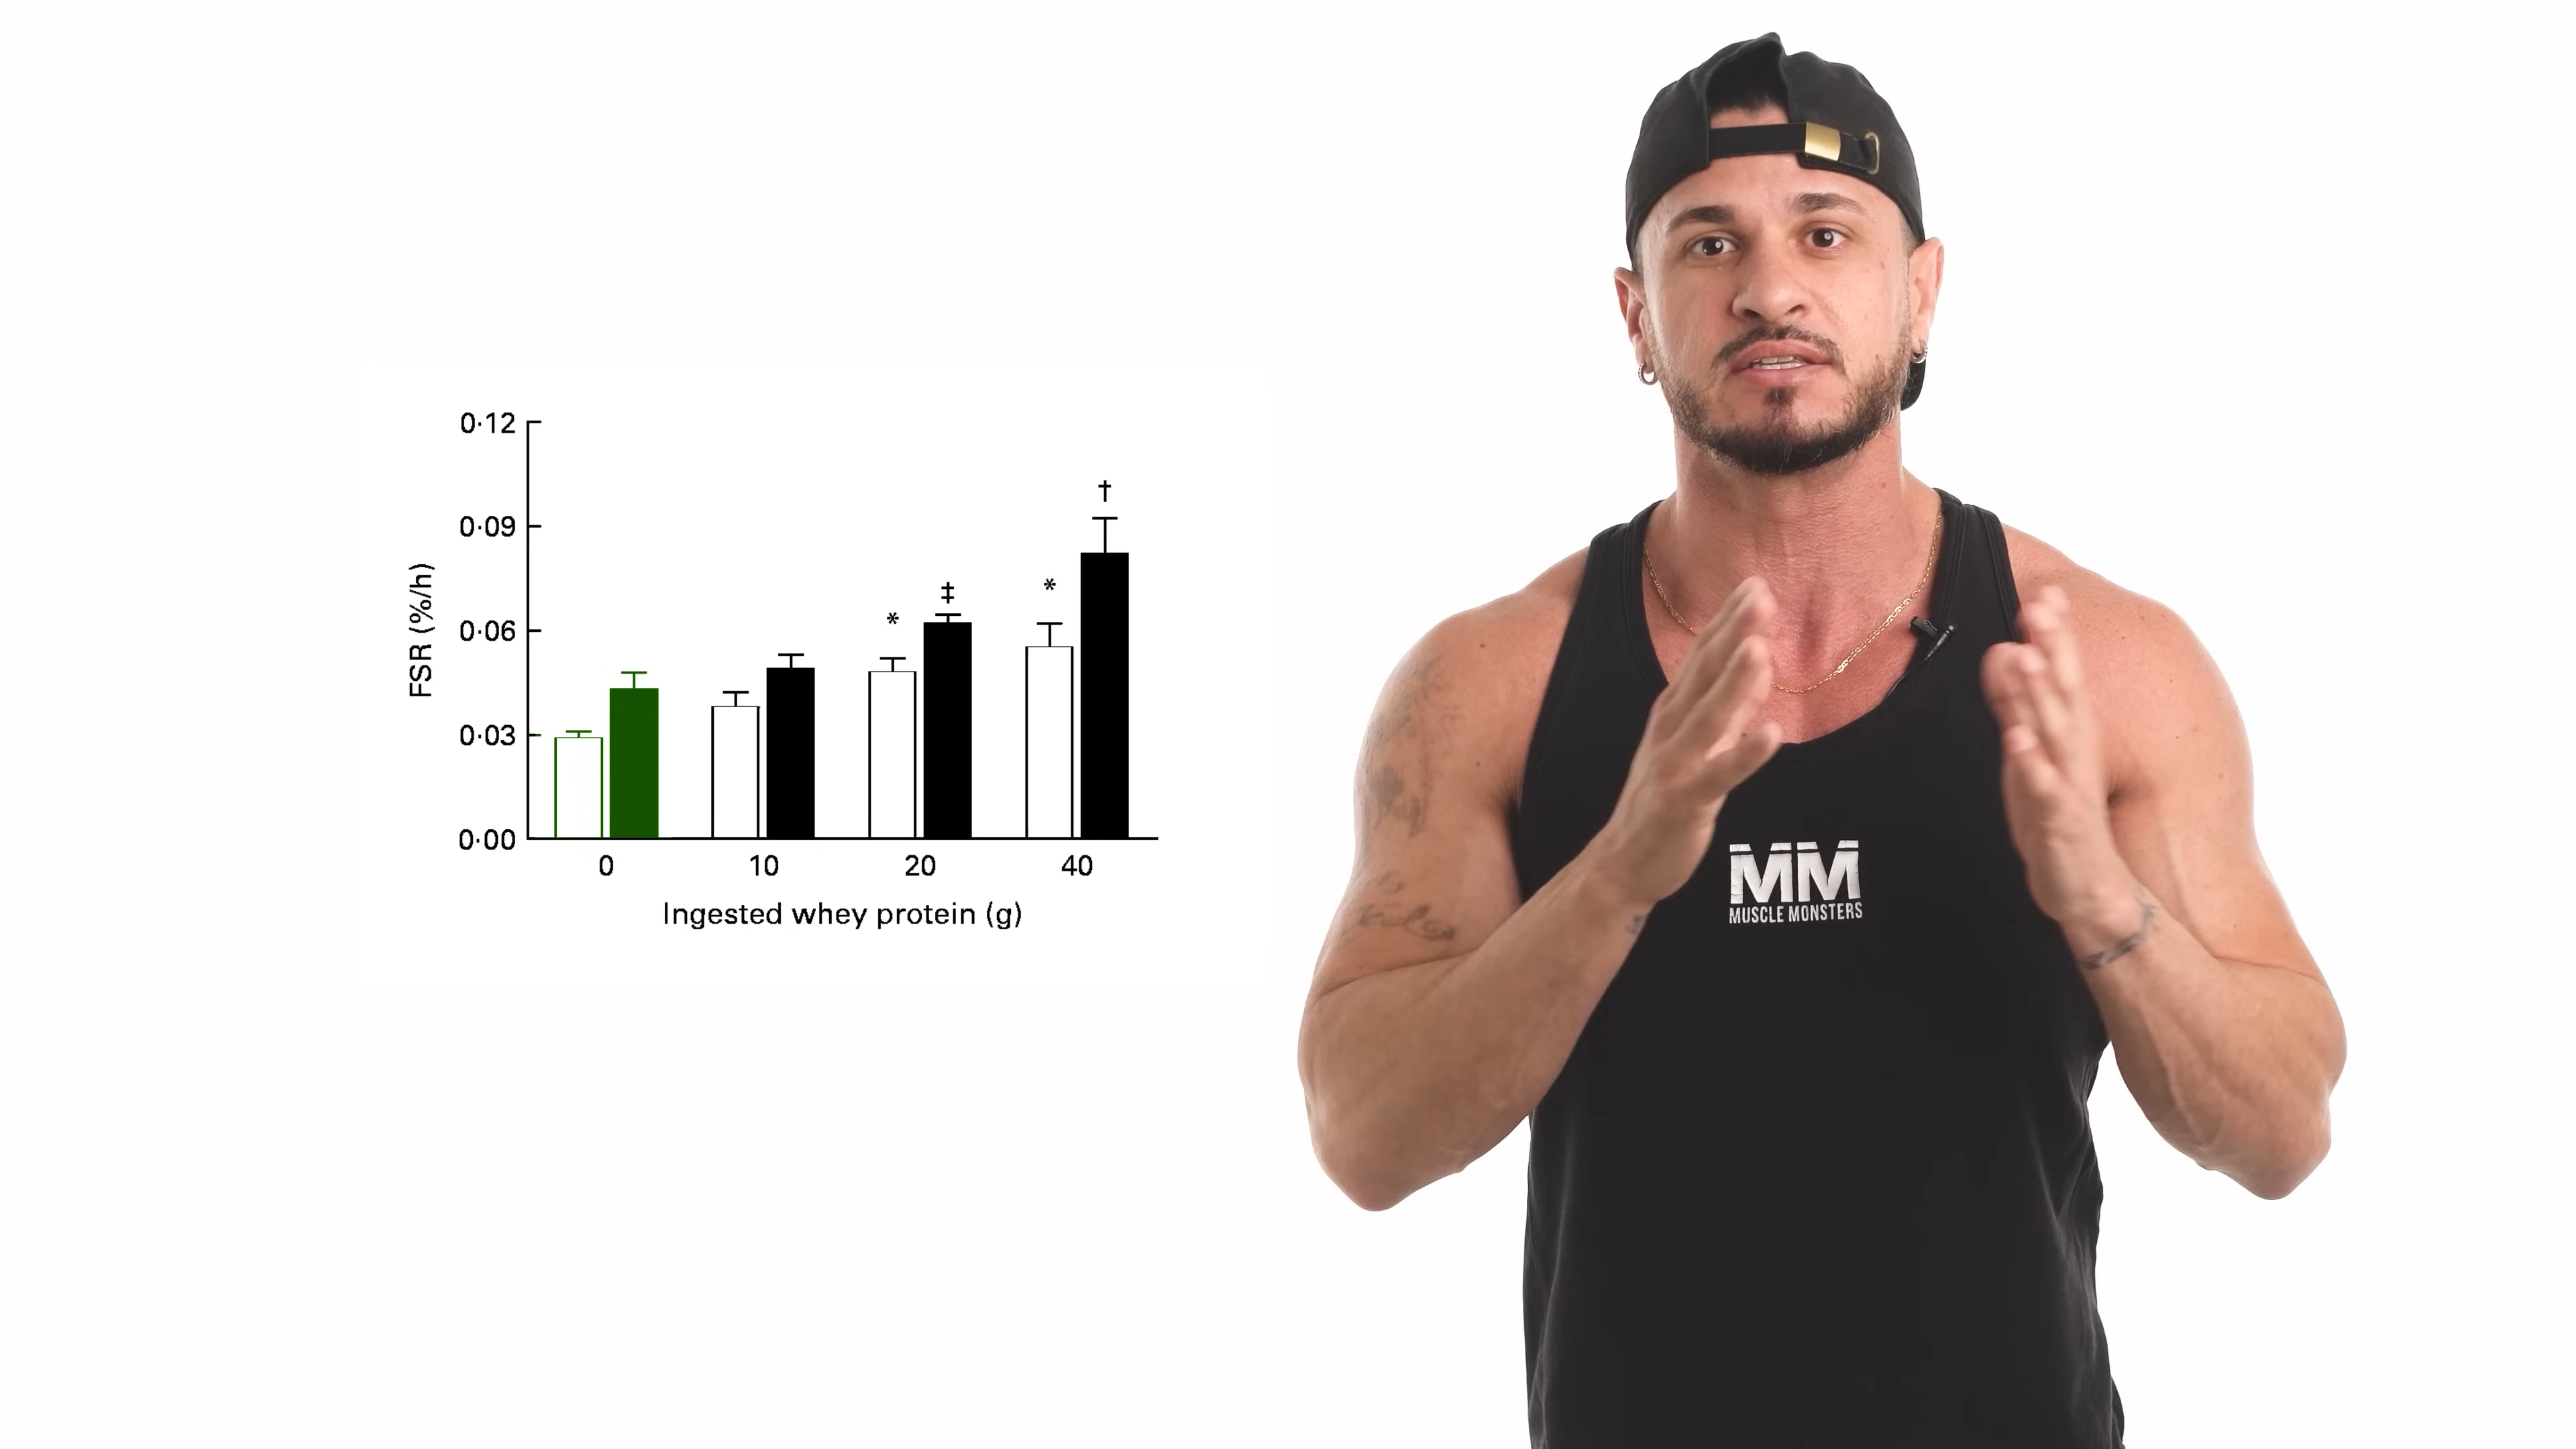 0·12
†
0·09
‡
*
*
0·06
0·03
0·00
FSR (%/h)
0 10 20 40
Ingested whey protein (g)
MM
MUSCLE MONSTERS